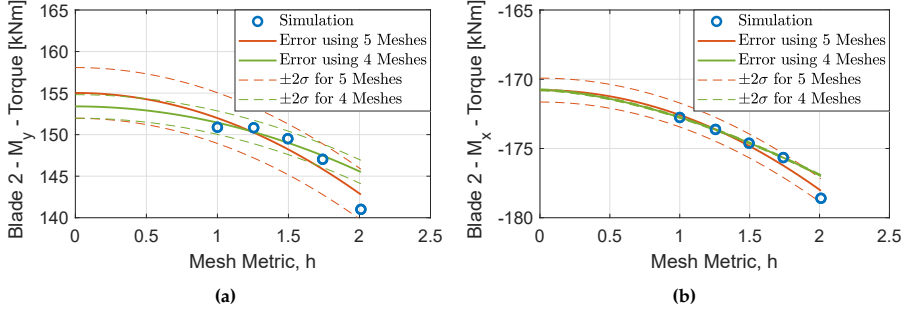 Blade 2 - M_y - Torque [kNm]
165
160
155
150
145
140
0
0.5
1
1.5
2
2.5
Mesh Metric, h
Simulation
Error using 5 Meshes
Error using 4 Meshes
±2σ for 5 Meshes
±2σ for 4 Meshes
(a)
Blade 2 - M_x - Torque [kNm]
-165
-170
-175
-180
0
0.5
1
1.5
2
2.5
Mesh Metric, h
Simulation
Error using 5 Meshes
Error using 4 Meshes
±2σ for 5 Meshes
±2σ for 4 Meshes
(b)